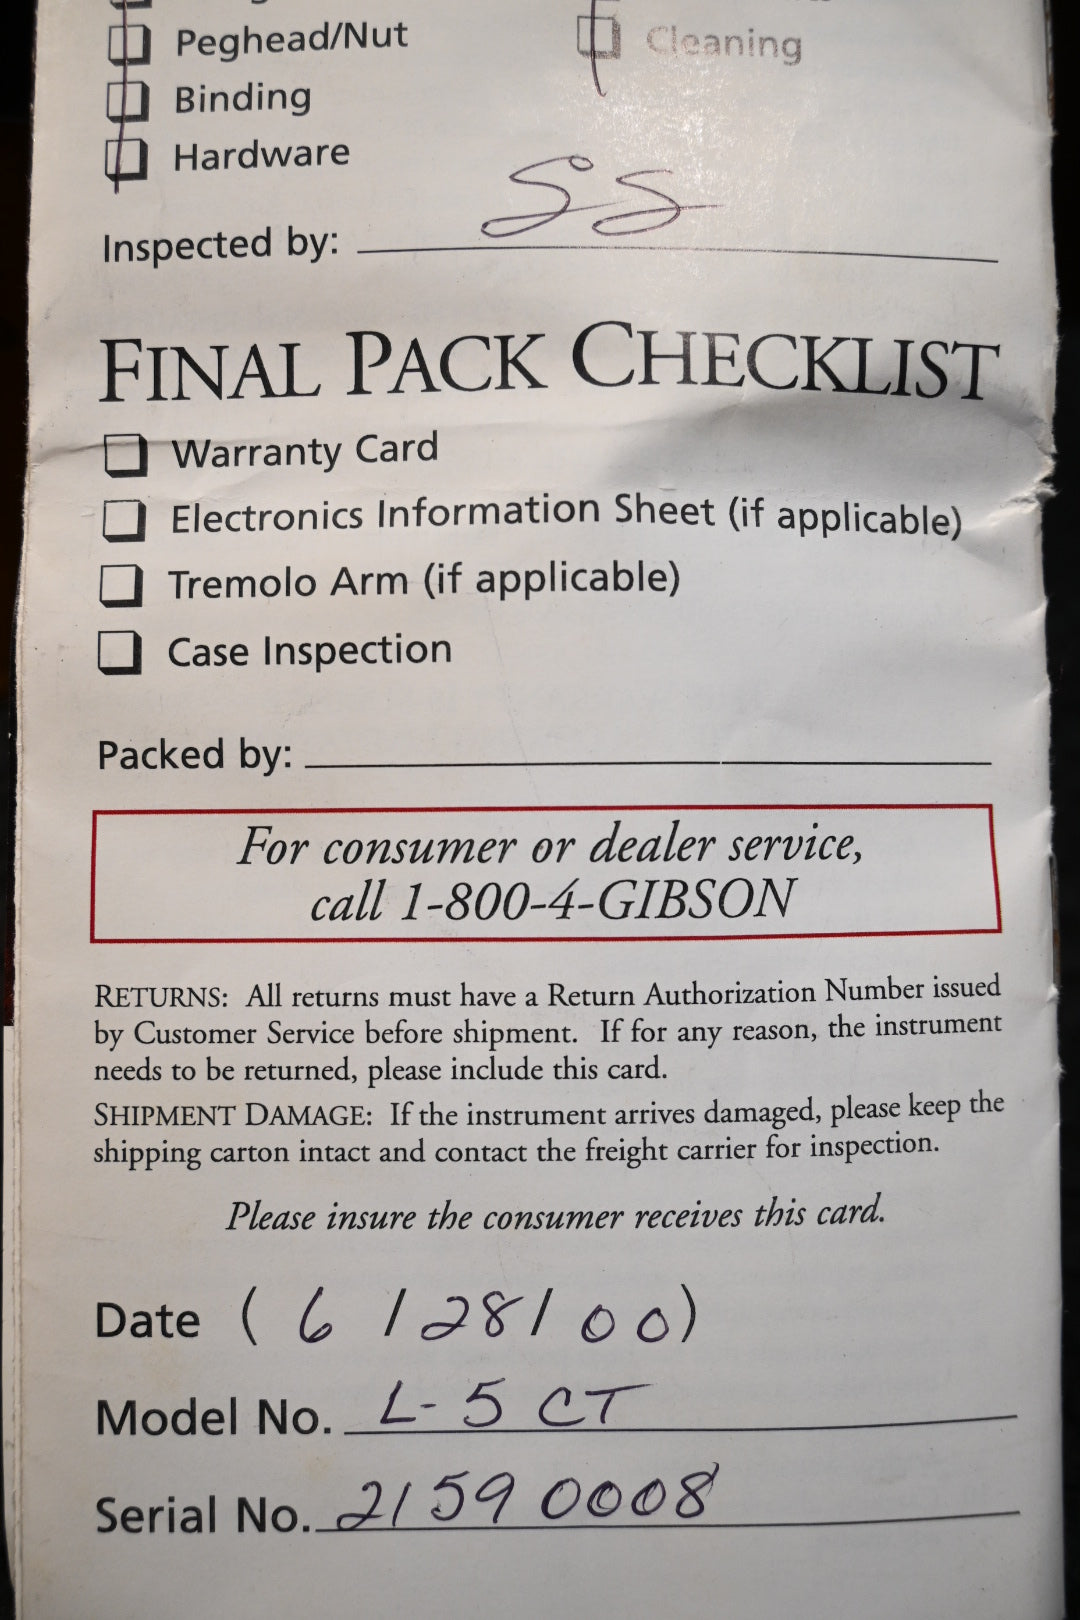 Peghead/Nut
Cleaning
Binding
Hardware
Inspected by: SS
FINAL PACK CHECKLIST
Warranty Card
Electronics Information Sheet (if applicable)
Tremolo Arm (if applicable)
Case Inspection
Packed by:
For consumer or dealer service,
call 1-800-4-GIBSON
RETURNS: All returns must have a Return Authorization Number issued
by Customer Service before shipment. If for any reason, the instrument
needs to be returned, please include this card.
SHIPMENT DAMAGE: If the instrument arrives damaged, please keep the
shipping carton intact and contact the freight carrier for inspection.
Please insure the consumer receives this card.
Date ( 6 / 28 / 00 )
Model No. L-5 CT
Serial No. 21590008